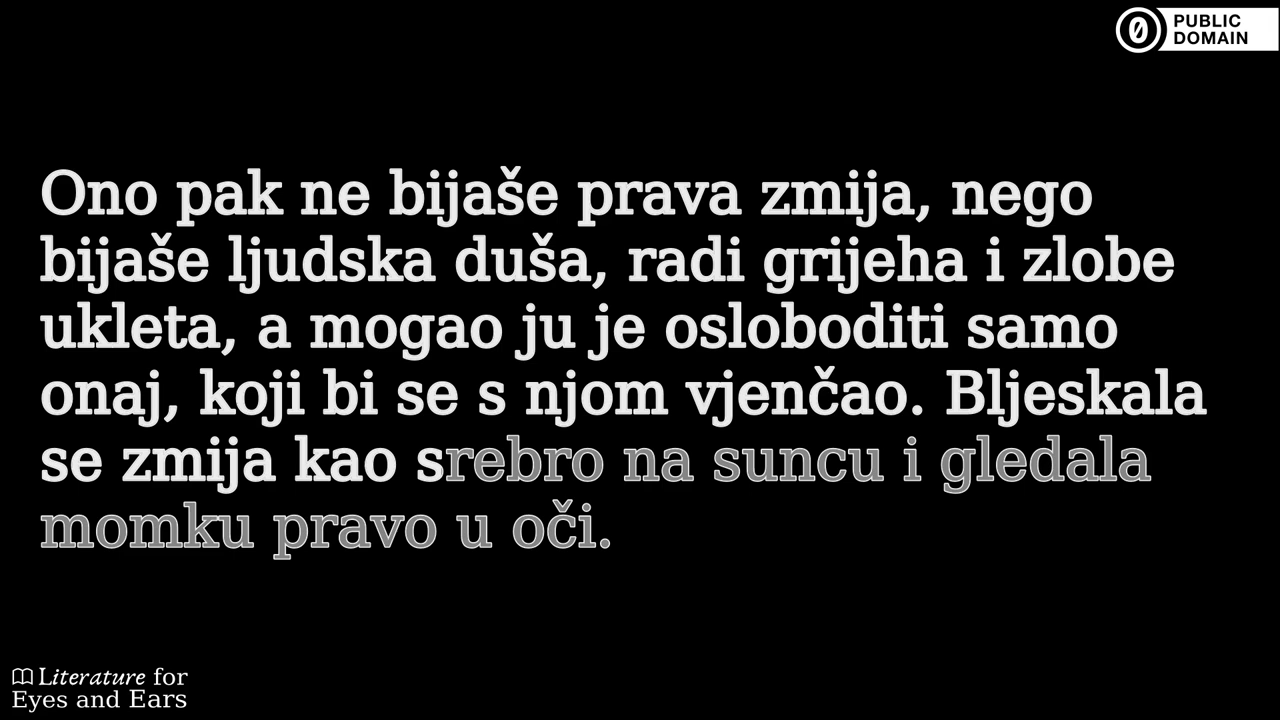 PUBLIC
DOMAIN
Ono pak ne bijaše prava zmija, nego
bijaše ljudska duša, radi grijeha i zlobe
ukleta, a mogao ju je osloboditi samo
onaj, koji bi se s njom vjenčao. Bljeskala
se zmija kao srebro na suncu i gledala
momku pravo u oči.
Literature for
Eyes and Ears